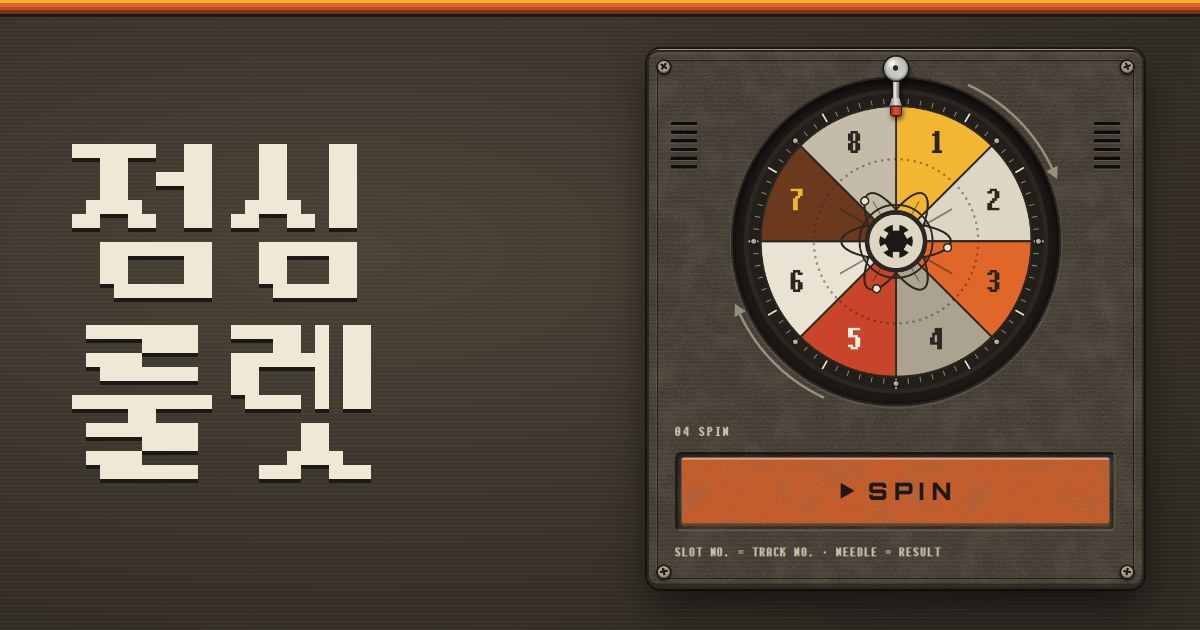 점심
룰렛
8 1
7 2
6 3
5 4
04 SPIN
▶ SPIN
SLOT NO. = TRACK NO. · NEEDLE = RESULT